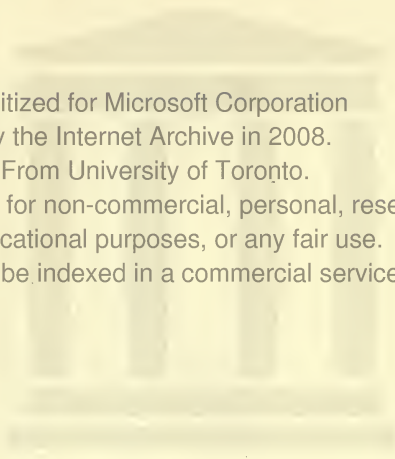 itized for Microsoft Corporation
y the Internet Archive in 2008.
From University of Toronto.
for non-commercial, personal, rese
cational purposes, or any fair use.
be indexed in a commercial service